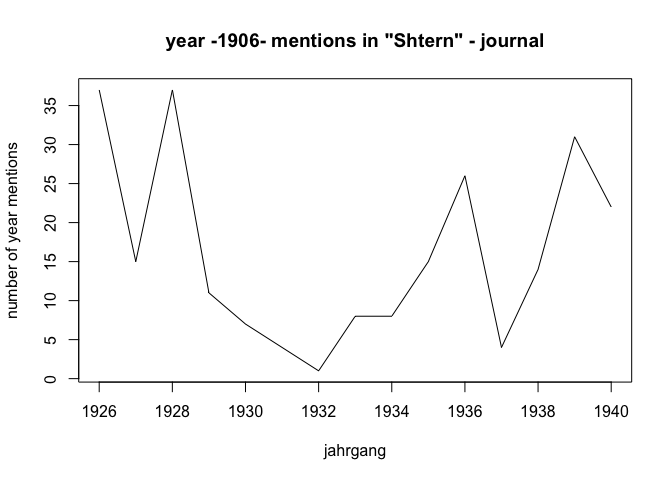 year -1906- mentions in "Shtern" - journal
number of year mentions
35
30
25
20
15
10
5
0
1926 1928 1930 1932 1934 1936 1938 1940
jahrgang